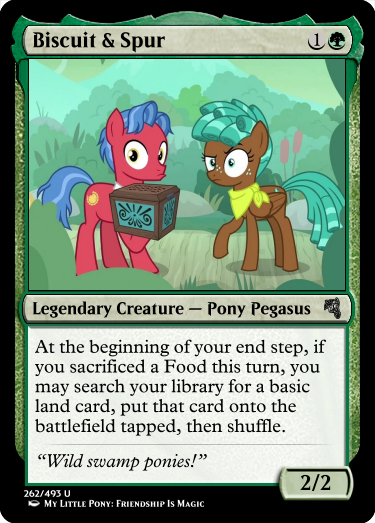 Biscuit & Spur 1
Legendary Creature — Pony Pegasus
At the beginning of your end step, if
you sacrificed a Food this turn, you
may search your library for a basic
land card, put that card onto the
battlefield tapped, then shuffle.
“Wild swamp ponies!”
2/2
262/493 U
My Little Pony: Friendship Is Magic